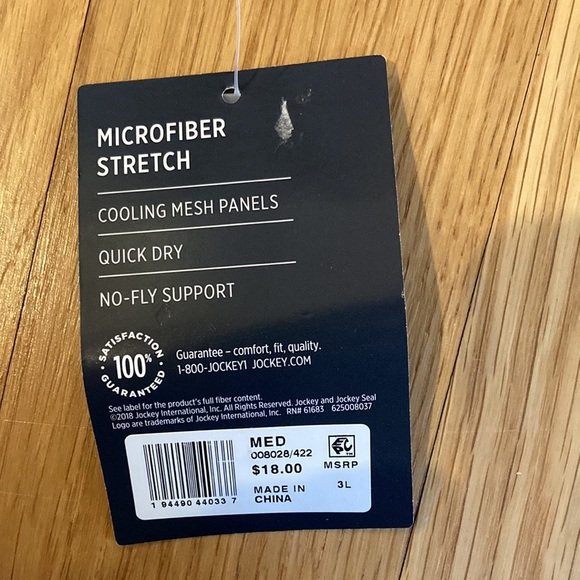 MICROFIBER
STRETCH
COOLING MESH PANELS
QUICK DRY
NO-FLY SUPPORT
• SATISFACTION •
100%
GUARANTEED
Guarantee – comfort, fit, quality.
1-800-JOCKEY1 JOCKEY.COM
See label for the product's full fiber content.
©2018 Jockey International, Inc. All Rights Reserved. Jockey and Jockey Seal
Logo are trademarks of Jockey International, Inc. RN# 61683 625008037
MED
008028/422
$18.00
MSRP
MADE IN
CHINA
3L
1 94490 44033 7